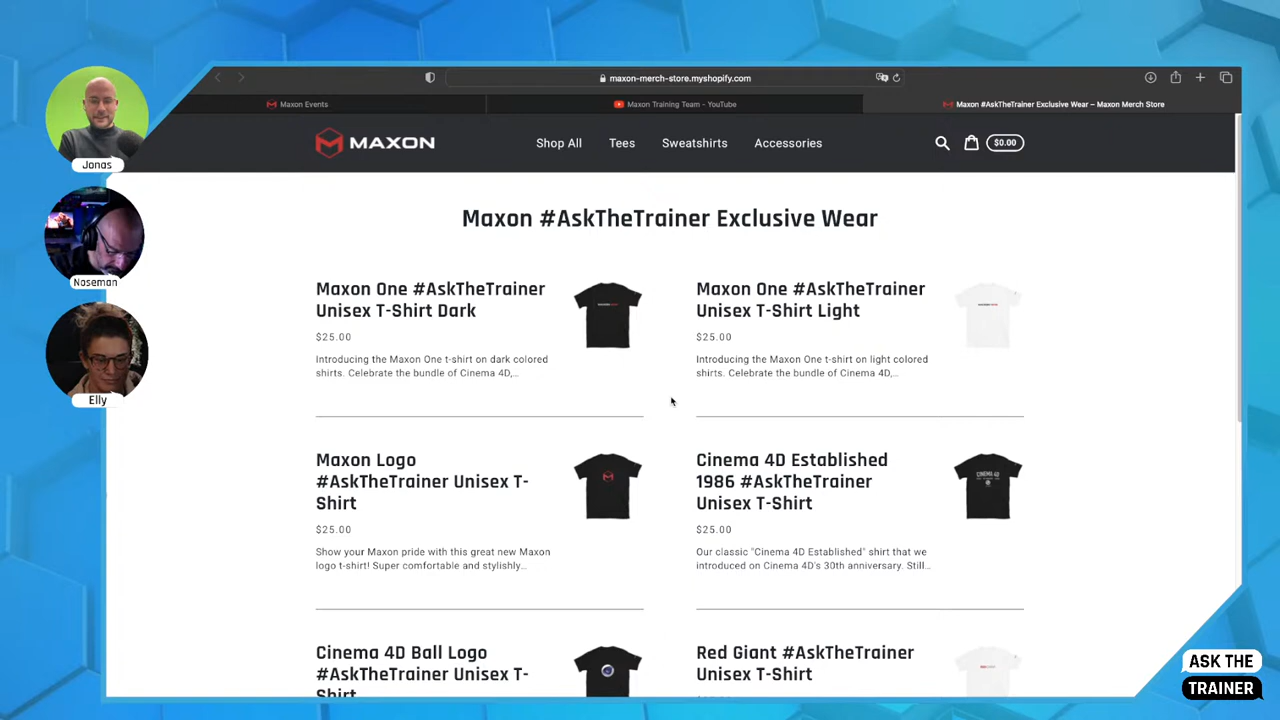 maxon-merch-store.myshopify.com
Maxon Events
Maxon Training Team - YouTube
Maxon #AskTheTrainer Exclusive Wear – Maxon Merch Store
MAXON
Shop All
Tees
Sweatshirts
Accessories
$0.00
Jonas
Noseman
Elly
Maxon #AskTheTrainer Exclusive Wear
Maxon One #AskTheTrainer
Unisex T-Shirt Dark
$25.00
Introducing the Maxon One t-shirt on dark colored
shirts. Celebrate the bundle of Cinema 4D,...
Maxon One #AskTheTrainer
Unisex T-Shirt Light
$25.00
Introducing the Maxon One t-shirt on light colored
shirts. Celebrate the bundle of Cinema 4D,...
Maxon Logo
#AskTheTrainer Unisex T-
Shirt
$25.00
Show your Maxon pride with this great new Maxon
logo t-shirt! Super comfortable and stylishly...
Cinema 4D Established
1986 #AskTheTrainer
Unisex T-Shirt
$25.00
Our classic "Cinema 4D Established" shirt that we
introduced on Cinema 4D's 30th anniversary. Still...
CINEMA 4D
Cinema 4D Ball Logo
#AskTheTrainer Unisex T-
Shirt
Red Giant #AskTheTrainer
Unisex T-Shirt
ASK THE
TRAINER